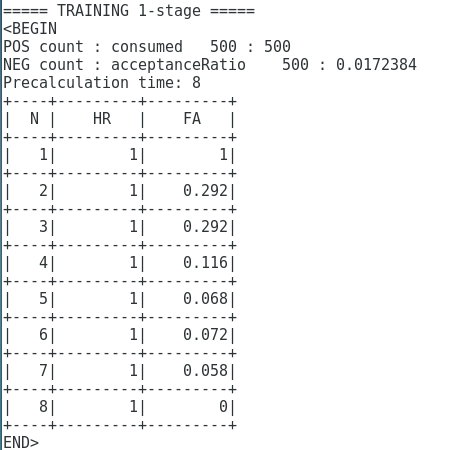 ===== TRAINING 1-stage =====
<BEGIN
POS count : consumed   500 : 500
NEG count : acceptanceRatio    500 : 0.0172384
Precalculation time: 8
+----+---------+---------+
|  N |    HR   |    FA   |
+----+---------+---------+
|   1|        1|        1|
+----+---------+---------+
|   2|        1|    0.292|
+----+---------+---------+
|   3|        1|    0.292|
+----+---------+---------+
|   4|        1|    0.116|
+----+---------+---------+
|   5|        1|    0.068|
+----+---------+---------+
|   6|        1|    0.072|
+----+---------+---------+
|   7|        1|    0.058|
+----+---------+---------+
|   8|        1|        0|
+----+---------+---------+
END>